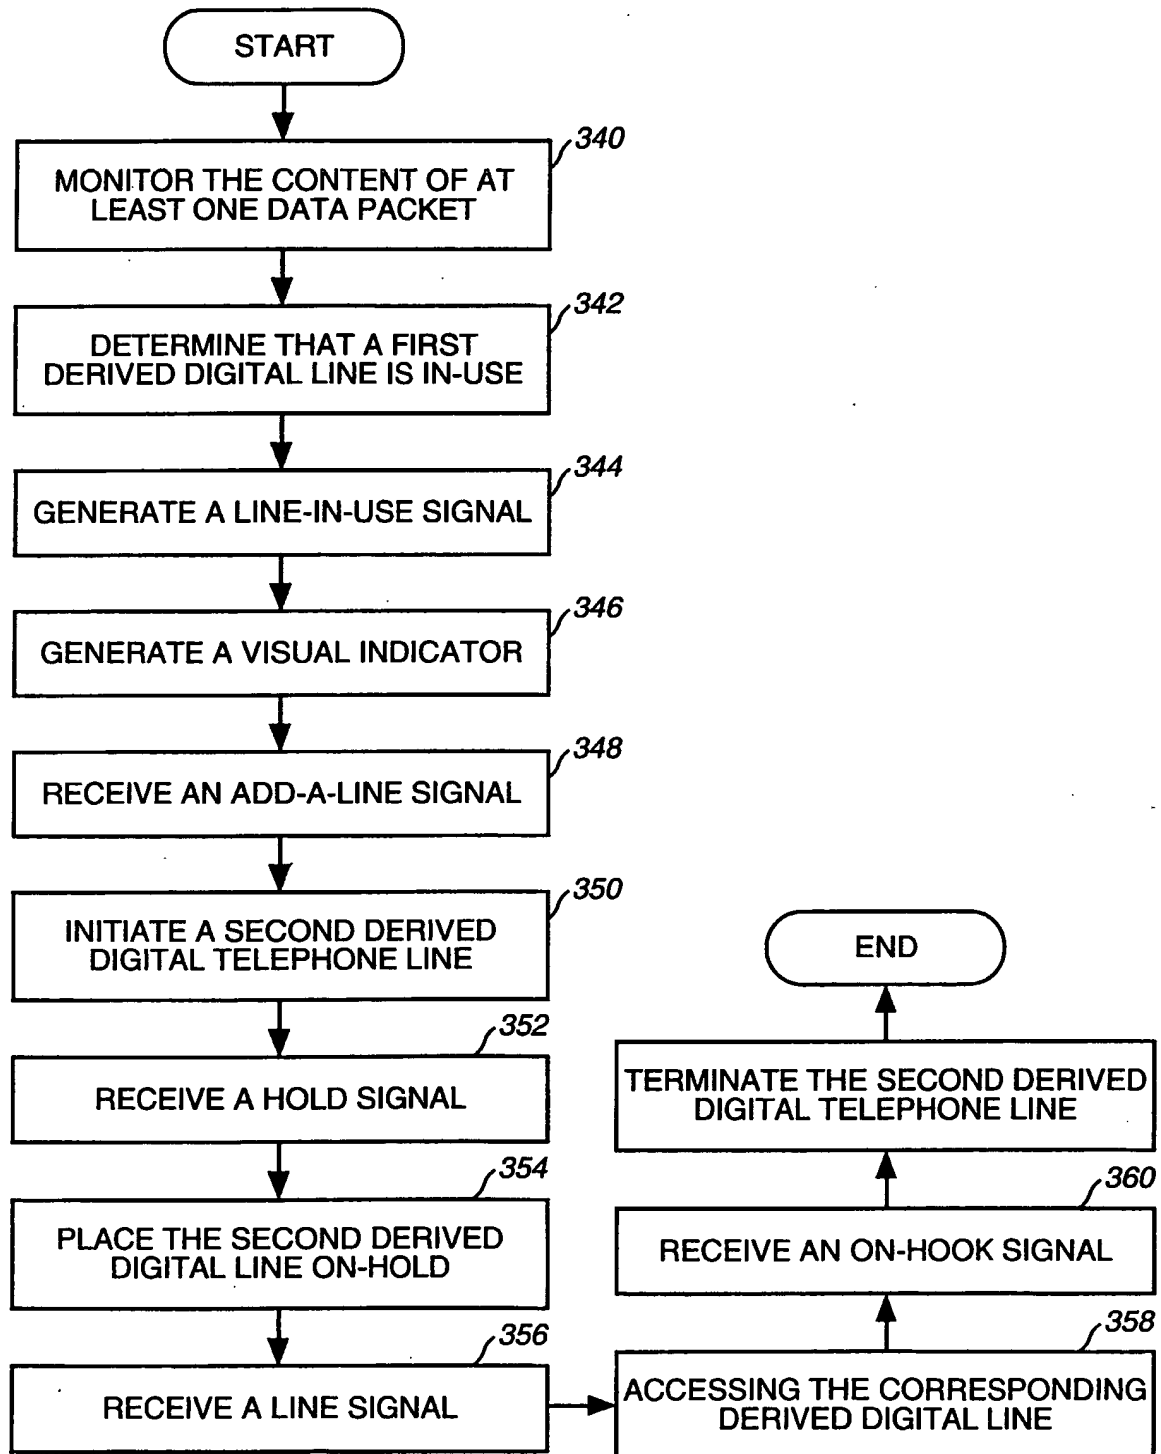 START
340
MONITOR THE CONTENT OF AT
LEAST ONE DATA PACKET
342
DETERMINE THAT A FIRST
DERIVED DIGITAL LINE IS IN-USE
344
GENERATE A LINE-IN-USE SIGNAL
346
GENERATE A VISUAL INDICATOR
348
RECEIVE AN ADD-A-LINE SIGNAL
350
INITIATE A SECOND DERIVED
DIGITAL TELEPHONE LINE
352
RECEIVE A HOLD SIGNAL
354
PLACE THE SECOND DERIVED
DIGITAL LINE ON-HOLD
356
RECEIVE A LINE SIGNAL
358
ACCESSING THE CORRESPONDING
DERIVED DIGITAL LINE
360
RECEIVE AN ON-HOOK SIGNAL
TERMINATE THE SECOND DERIVED
DIGITAL TELEPHONE LINE
END